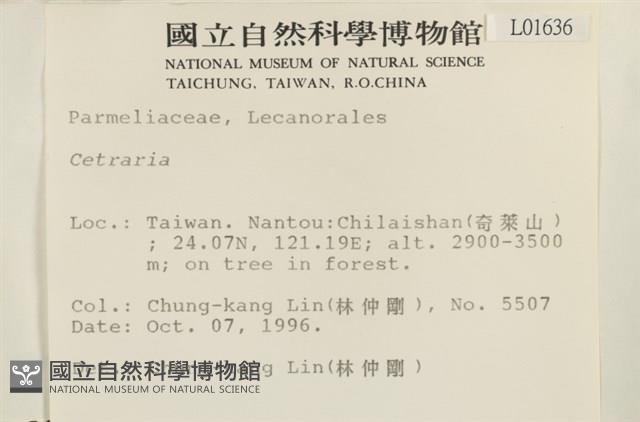 國立自然科學博物館
L01636
NATIONAL MUSEUM OF NATURAL SCIENCE
TAICHUNG, TAIWAN, R.O.CHINA
Parmeliaceae, Lecanorales
Cetraria
Loc.: Taiwan. Nantou:Chilaishan(奇萊山)
; 24.07N, 121.19E; alt. 2900-3500
m; on tree in forest.
Col.: Chung-kang Lin(林仲剛), No. 5507
Date: Oct. 07, 1996.
Lin(林仲剛)
國立自然科學博物館
NATIONAL MUSEUM OF NATURAL SCIENCE